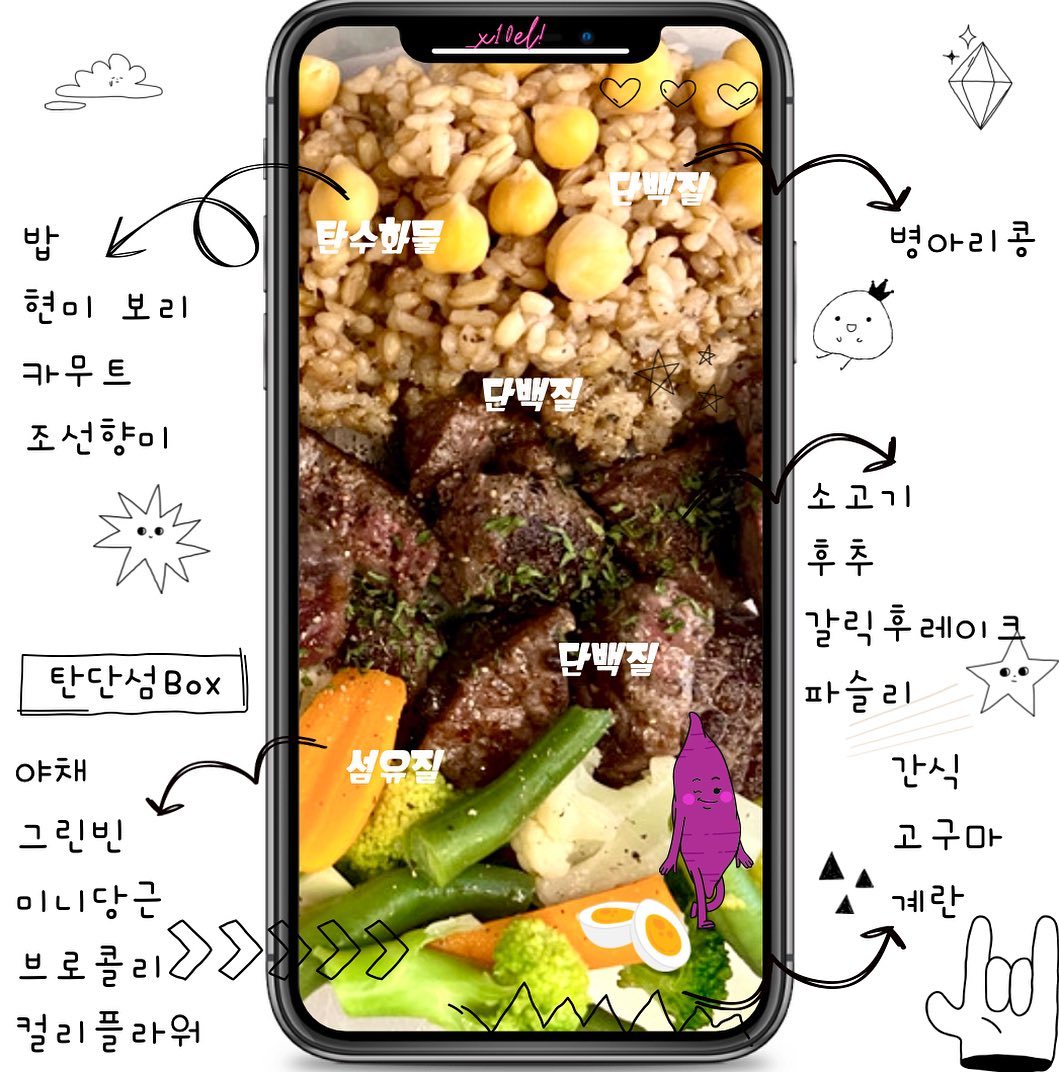 x10el!
단백질
탄수화물
밥
현미 보리
카무트
조선향미
병아리콩
단백질
소고기
후추
갈릭후레이크
파슬리
단백질
탄단섬Box
섬유질
야채
그린빈
미니당근
브로콜리
컬리플라워
간식
고구마
계란